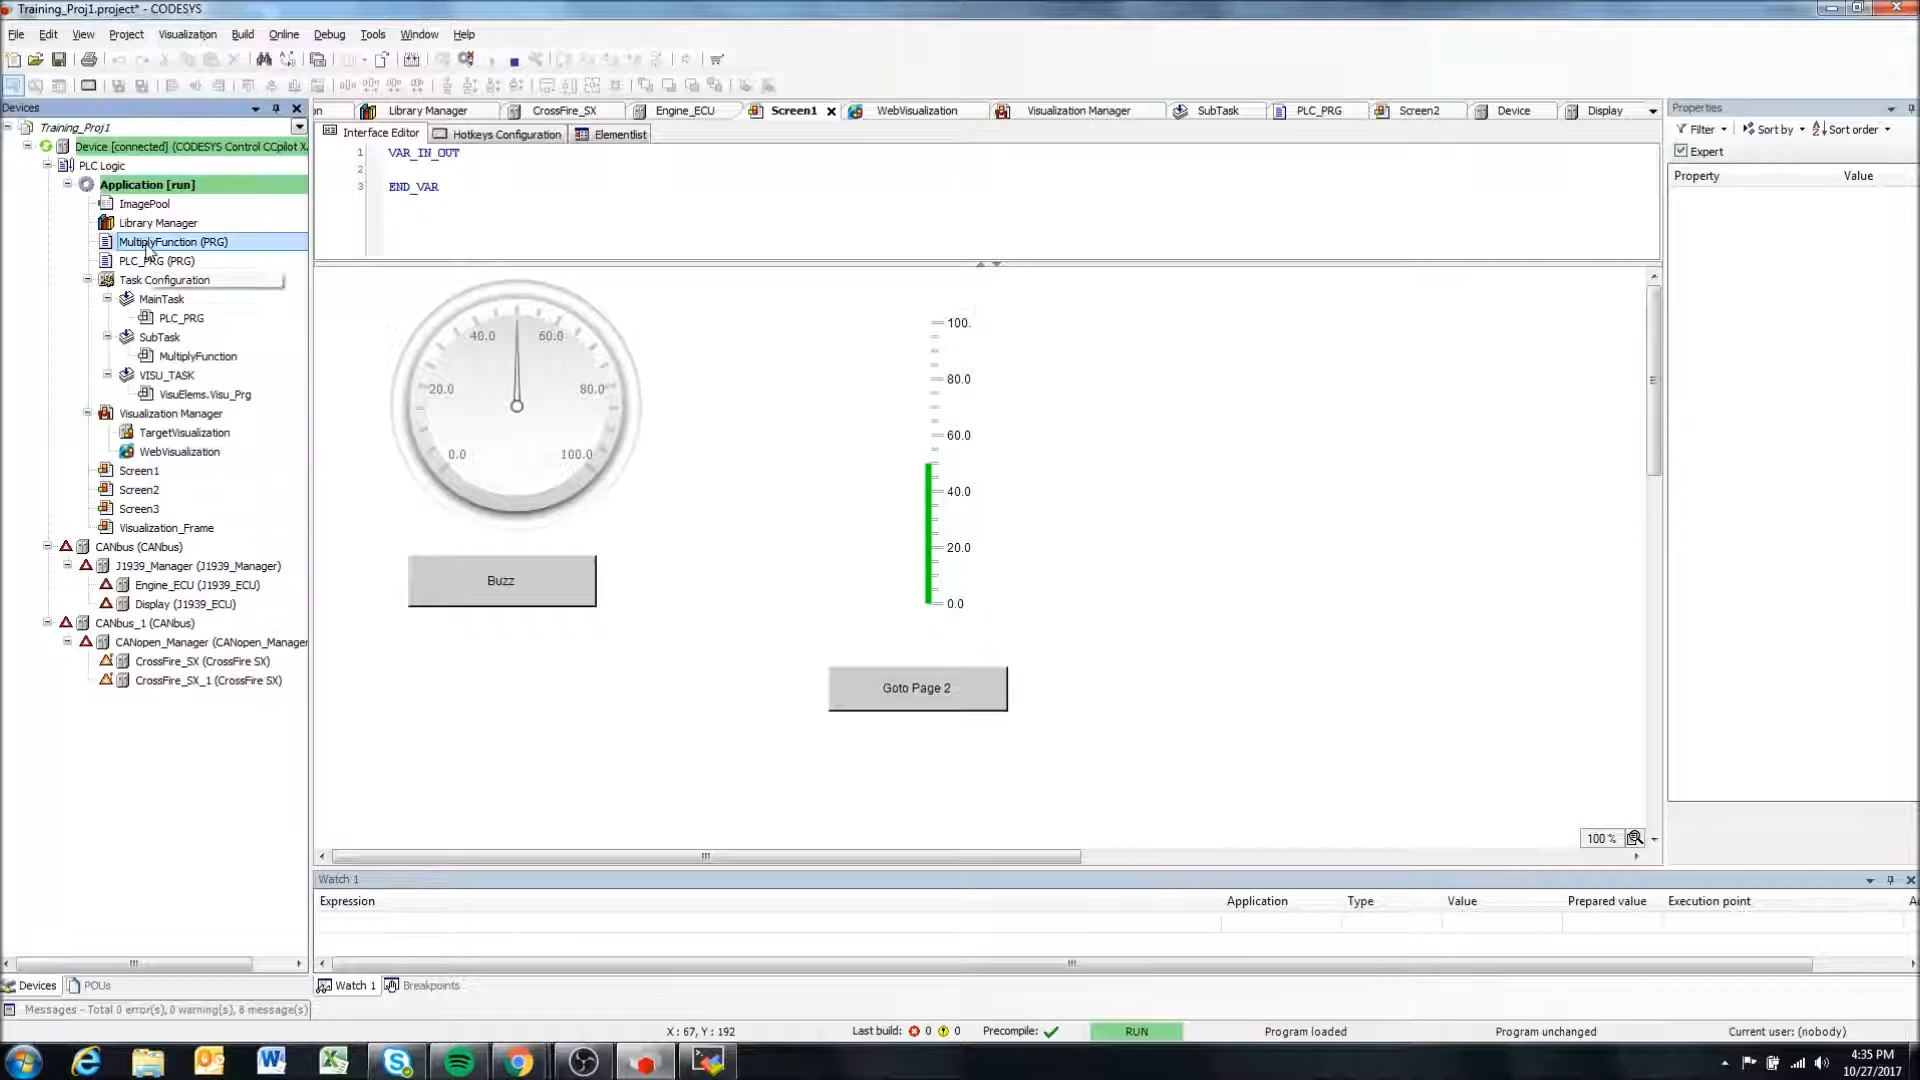 Training_Proj1.project* - CODESYS
File Edit View Project Visualization Build Online Debug Tools Window Help
Devices
Training_Proj1
Device [connected] (CODESYS Control CCpilot X
PLC Logic
Application [run]
ImagePool
Library Manager
MultiplyFunction (PRG)
PLC_PRG (PRG)
Task Configuration
MainTask
PLC_PRG
SubTask
MultiplyFunction
VISU_TASK
VisuElems.Visu_Prg
Visualization Manager
TargetVisualization
WebVisualization
Screen1
Screen2
Screen3
Visualization_Frame
CANbus (CANbus)
J1939_Manager (J1939_Manager)
Engine_ECU (J1939_ECU)
Display (J1939_ECU)
CANbus_1 (CANbus)
CANopen_Manager (CANopen_Manager
CrossFire_SX (CrossFire SX)
CrossFire_SX_1 (CrossFire SX)
Devices POUs
Messages - Total 0 error(s), 0 warning(s), 6 message(s)
on Library Manager CrossFire_SX Engine_ECU Screen1 WebVisualization Visualization Manager SubTask PLC_PRG Screen2 Device Display
Interface Editor Hotkeys Configuration Elementlist
1 VAR_IN_OUT
2
3 END_VAR
40.0 60.0
20.0 80.0
0.0 100.0
Buzz
100.
80.0
60.0
40.0
20.0
0.0
Goto Page 2
100 %
Properties
Filter Sort by Sort order
Expert
Property Value
Watch 1
Expression Application Type Value Prepared value Execution point A
Watch 1 Breakpoints
X : 67, Y : 192 Last build: 0 0 Precompile: RUN Program loaded Program unchanged Current user: (nobody)
4:35 PM
10/27/2017